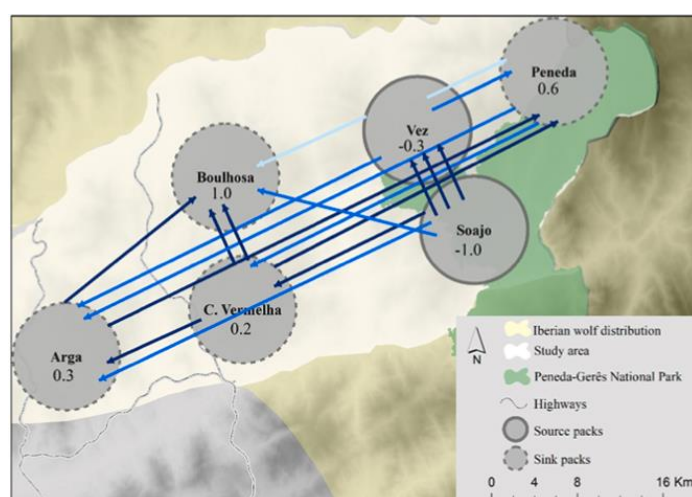 Peneda
0.6
Vez
-0.3
Boulhosa
1.0
Soajo
-1.0
C. Vermelha
0.2
Arga
0.3
N
Iberian wolf distribution
Study area
Peneda-Gerês National Park
Highways
Source packs
Sink packs
0 4 8 16 Km